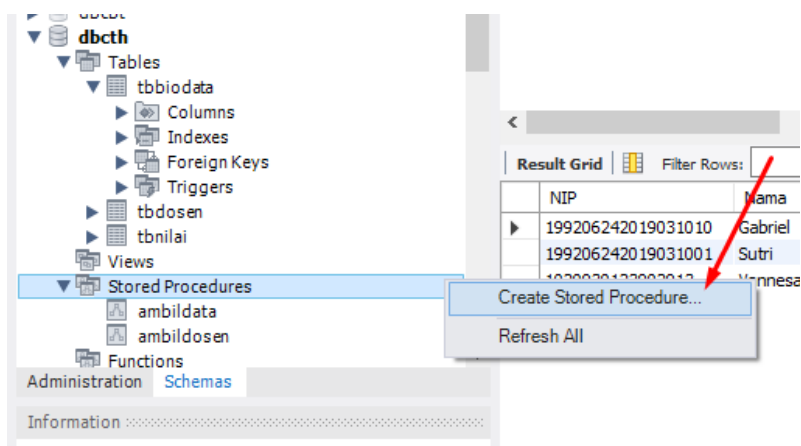 dbcth
Tables
tbbiodata
Columns
Indexes
Foreign Keys
Triggers
tbdosen
tbnilai
Views
Stored Procedures
ambildata
ambildosen
Functions
Administration Schemas
Information
Result Grid Filter Rows:
NIP Nama
199206242019031010 Gabriel
199206242019031001 Sutri
Create Stored Procedure...
Refresh All